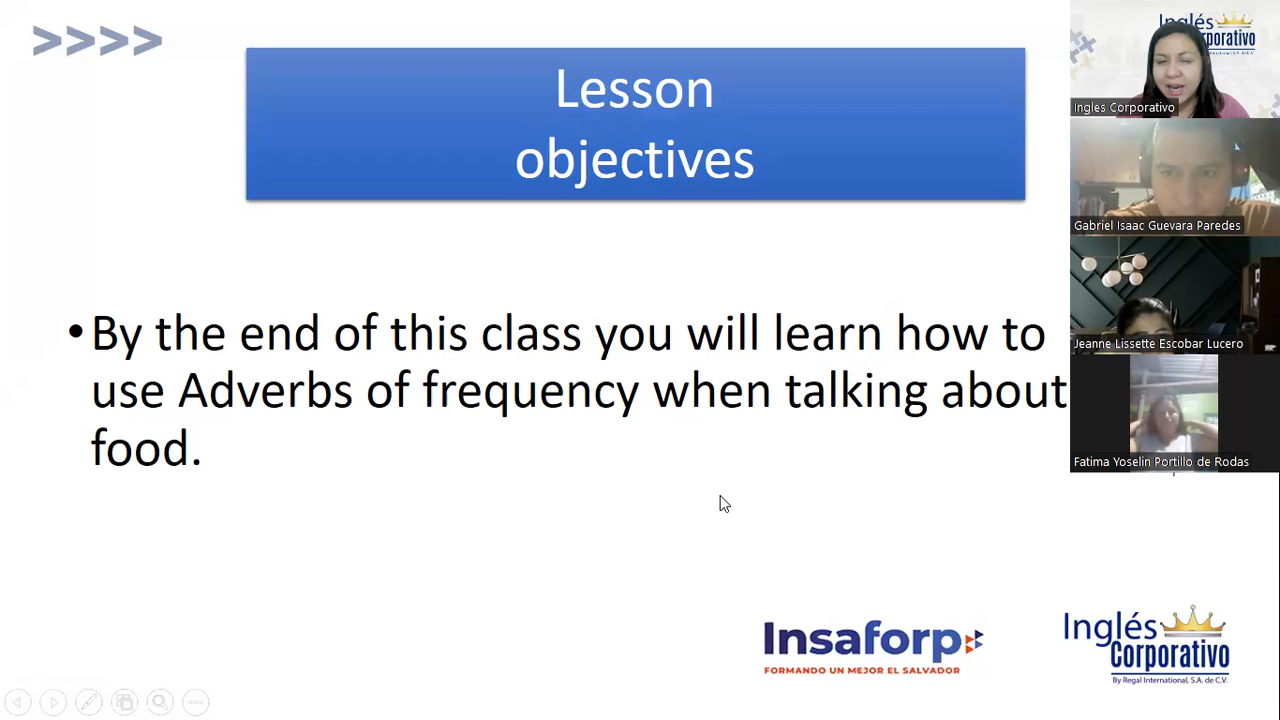 >>>>
Lesson
objectives
•By the end of this class you will learn how to
use Adverbs of frequency when talking about
food.
Insaforp
FORMANDO UN MEJOR EL SALVADOR
Inglés
Corporativo
By Regal International, S.A. de C.V.
Inglés
rporativo
Ingles Corporativo
Gabriel Isaac Guevara Paredes
Jeanne Lissette Escobar Lucero
Fatima Yoselin Portillo de Rodas